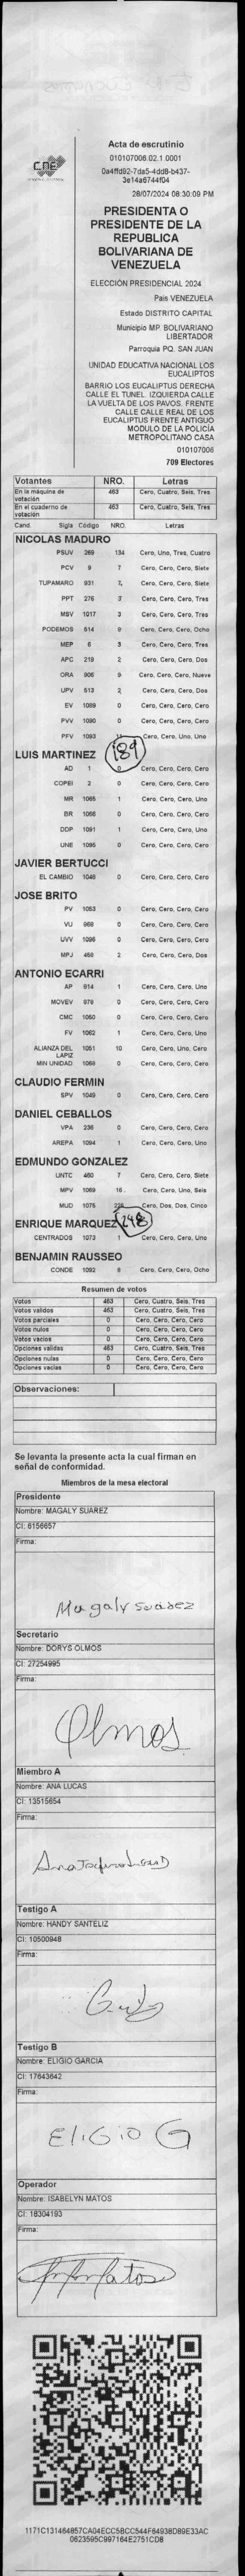 CNE
Acta de escrutinio
010107006.02.1.0001
0a4ffd92-7da5-4dd8-b437-
3e14a6744f04
28/07/2024 08:30:09 PM
PRESIDENTA O
PRESIDENTE DE LA
REPUBLICA
BOLIVARIANA DE
VENEZUELA
ELECCIÓN PRESIDENCIAL 2024
Pais VENEZUELA
Estado DISTRITO CAPITAL
Municipio MP. BOLIVARIANO
LIBERTADOR
Parroquia PQ. SAN JUAN
UNIDAD EDUCATIVA NACIONAL LOS
EUCALIPTOS
BARRIO LOS EUCALIPTUS DERECHA
CALLE EL TUNEL. IZQUIERDA CALLE
LA VUELTA DE LOS PAVOS. FRENTE
CALLE CALLE REAL DE LOS
EUCALIPTUS FRENTE ANTIGUO
MODULO DE LA POLICÍA
METROPOLITANO CASA
010107006
709 Electores
Votantes NRO. Letras
En la máquina de votación 463 Cero, Cuatro, Seis, Tres
En el cuaderno de votación 463 Cero, Cuatro, Seis, Tres
Cand. Sigla Código NRO. Letras
NICOLAS MADURO
PSUV 269 134 Cero, Uno, Tres, Cuatro
PCV 9 7 Cero, Cero, Cero, Siete
TUPAMARO 931 7 Cero, Cero, Cero, Siete
PPT 275 3 Cero, Cero, Cero, Tres
MSV 1017 3 Cero, Cero, Cero, Tres
PODEMOS 514 8 Cero, Cero, Cero, Ocho
MEP 6 3 Cero, Cero, Cero, Tres
APC 219 2 Cero, Cero, Cero, Dos
ORA 906 9 Cero, Cero, Cero, Nueve
UPV 513 2 Cero, Cero, Cero, Dos
EV 1089 0 Cero, Cero, Cero, Cero
PVV 1090 0 Cero, Cero, Cero, Cero
PFV 1093 11 Cero, Cero, Uno, Uno
189
LUIS MARTINEZ
AD 1 0 Cero, Cero, Cero, Cero
COPEI 2 0 Cero, Cero, Cero, Cero
MR 1065 1 Cero, Cero, Cero, Uno
BR 1066 0 Cero, Cero, Cero, Cero
DDP 1091 1 Cero, Cero, Cero, Uno
UNE 1095 0 Cero, Cero, Cero, Cero
JAVIER BERTUCCI
EL CAMBIO 1048 0 Cero, Cero, Cero, Cero
JOSE BRITO
PV 1053 0 Cero, Cero, Cero, Cero
VU 968 0 Cero, Cero, Cero, Cero
UVV 1096 0 Cero, Cero, Cero, Cero
MPJ 458 2 Cero, Cero, Cero, Dos
ANTONIO ECARRI
AP 914 1 Cero, Cero, Cero, Uno
MOVEV 979 0 Cero, Cero, Cero, Cero
CMC 1050 0 Cero, Cero, Cero, Cero
FV 1062 1 Cero, Cero, Cero, Uno
ALIANZA DEL LAPIZ 1051 10 Cero, Cero, Uno, Cero
MIN UNIDAD 1069 0 Cero, Cero, Cero, Cero
CLAUDIO FERMIN
SPV 1049 0 Cero, Cero, Cero, Cero
DANIEL CEBALLOS
VPA 236 0 Cero, Cero, Cero, Cero
AREPA 1094 1 Cero, Cero, Cero, Uno
EDMUNDO GONZALEZ
UNTC 460 7 Cero, Cero, Cero, Siete
MPV 1069 16 Cero, Cero, Uno, Seis
MUD 1075 225 Cero, Dos, Dos, Cinco
248
ENRIQUE MARQUEZ
CENTRADOS 1073 1 Cero, Cero, Cero, Uno
BENJAMIN RAUSSEO
CONDE 1092 8 Cero, Cero, Cero, Ocho
Resumen de votos
Votos 463 Cero, Cuatro, Seis, Tres
Votos validos 463 Cero, Cuatro, Seis, Tres
Votos parciales 0 Cero, Cero, Cero, Cero
Votos nulos 0 Cero, Cero, Cero, Cero
Votos vacios 0 Cero, Cero, Cero, Cero
Opciones validas 463 Cero, Cuatro, Seis, Tres
Opciones nulas 0 Cero, Cero, Cero, Cero
Opciones vacias 0 Cero, Cero, Cero, Cero
Observaciones:
Se levanta la presente acta la cual firman en
señal de conformidad.
Miembros de la mesa electoral
Presidente
Nombre: MAGALY SUAREZ
CI: 6156657
Firma:
Magaly Suarez
Secretario
Nombre: DORYS OLMOS
CI: 27254995
Firma:
Olmos
Miembro A
Nombre: ANA LUCAS
CI: 13515654
Firma:
Testigo A
Nombre: HANDY SANTELIZ
CI: 10500948
Firma:
Testigo B
Nombre: ELIGIO GARCIA
CI: 17643642
Firma:
ELIGIO G
Operador
Nombre: ISABELYN MATOS
CI: 18304193
Firma:
1171C131464857CA04ECC5BCC544F64938D89E33AC
0623595C997164E2751CD8